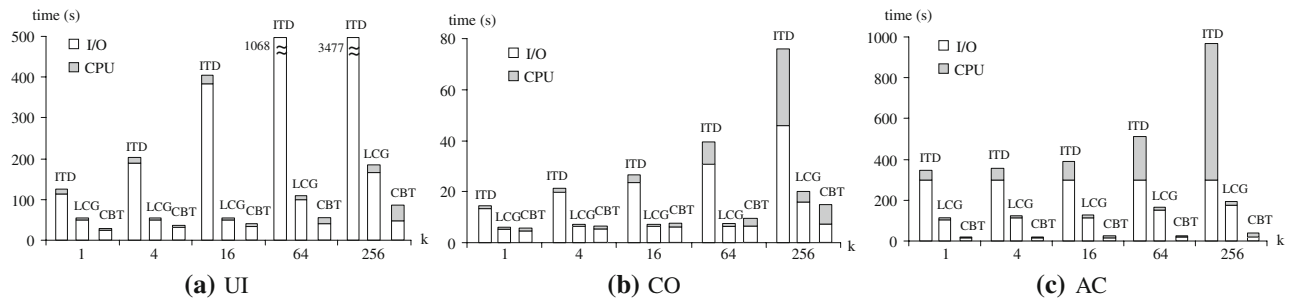 time (s)
500
400
300
200
100
0
I/O
CPU
ITD
LCG
CBT
ITD
LCG
CBT
ITD
LCG
CBT
1068
ITD
LCG
CBT
3477
ITD
LCG
CBT
1 4 16 64 256 k
(a) UI
time (s)
80
60
40
20
0
I/O
CPU
ITD
LCG CBT
ITD
LCG CBT
ITD
LCG CBT
ITD
LCG CBT
ITD
LCG
CBT
1 4 16 64 256 k
(b) CO
time (s)
1000
800
600
400
200
0
I/O
CPU
ITD
LCG
CBT
ITD
LCG
CBT
ITD
LCG
CBT
ITD
LCG
CBT
ITD
LCG
CBT
1 4 16 64 256 k
(c) AC